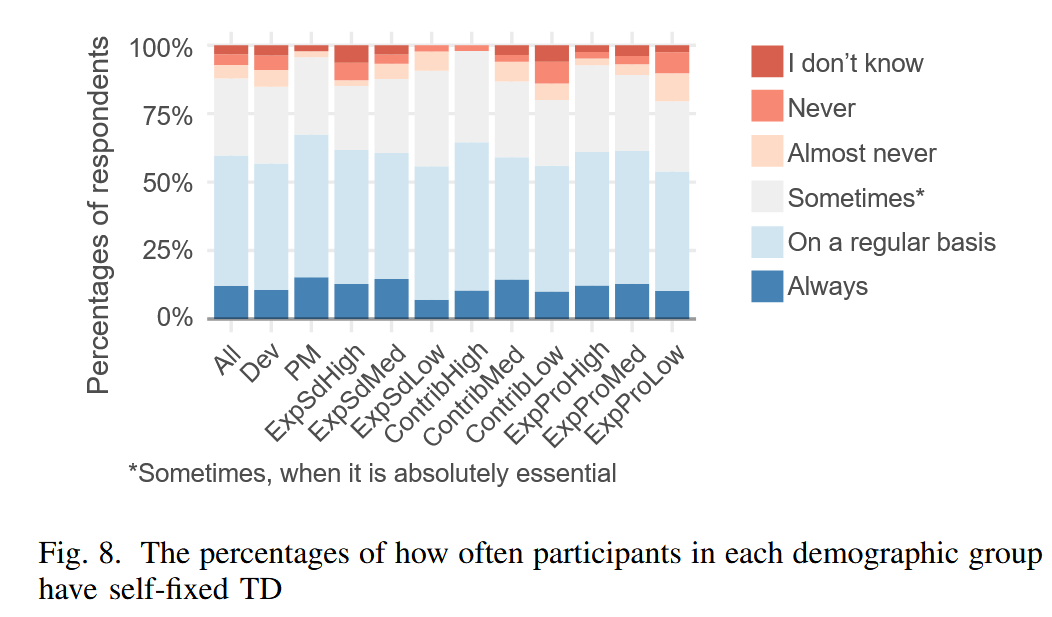 Percentages of respondents
100%
75%
50%
25%
0%
All
Dev
PM
ExpSdHigh
ExpSdMed
ExpSdLow
ContribHigh
ContribMed
ContribLow
ExpProHigh
ExpProMed
ExpProLow
I don't know
Never
Almost never
Sometimes*
On a regular basis
Always
*Sometimes, when it is absolutely essential
Fig. 8. The percentages of how often participants in each demographic group
have self-fixed TD